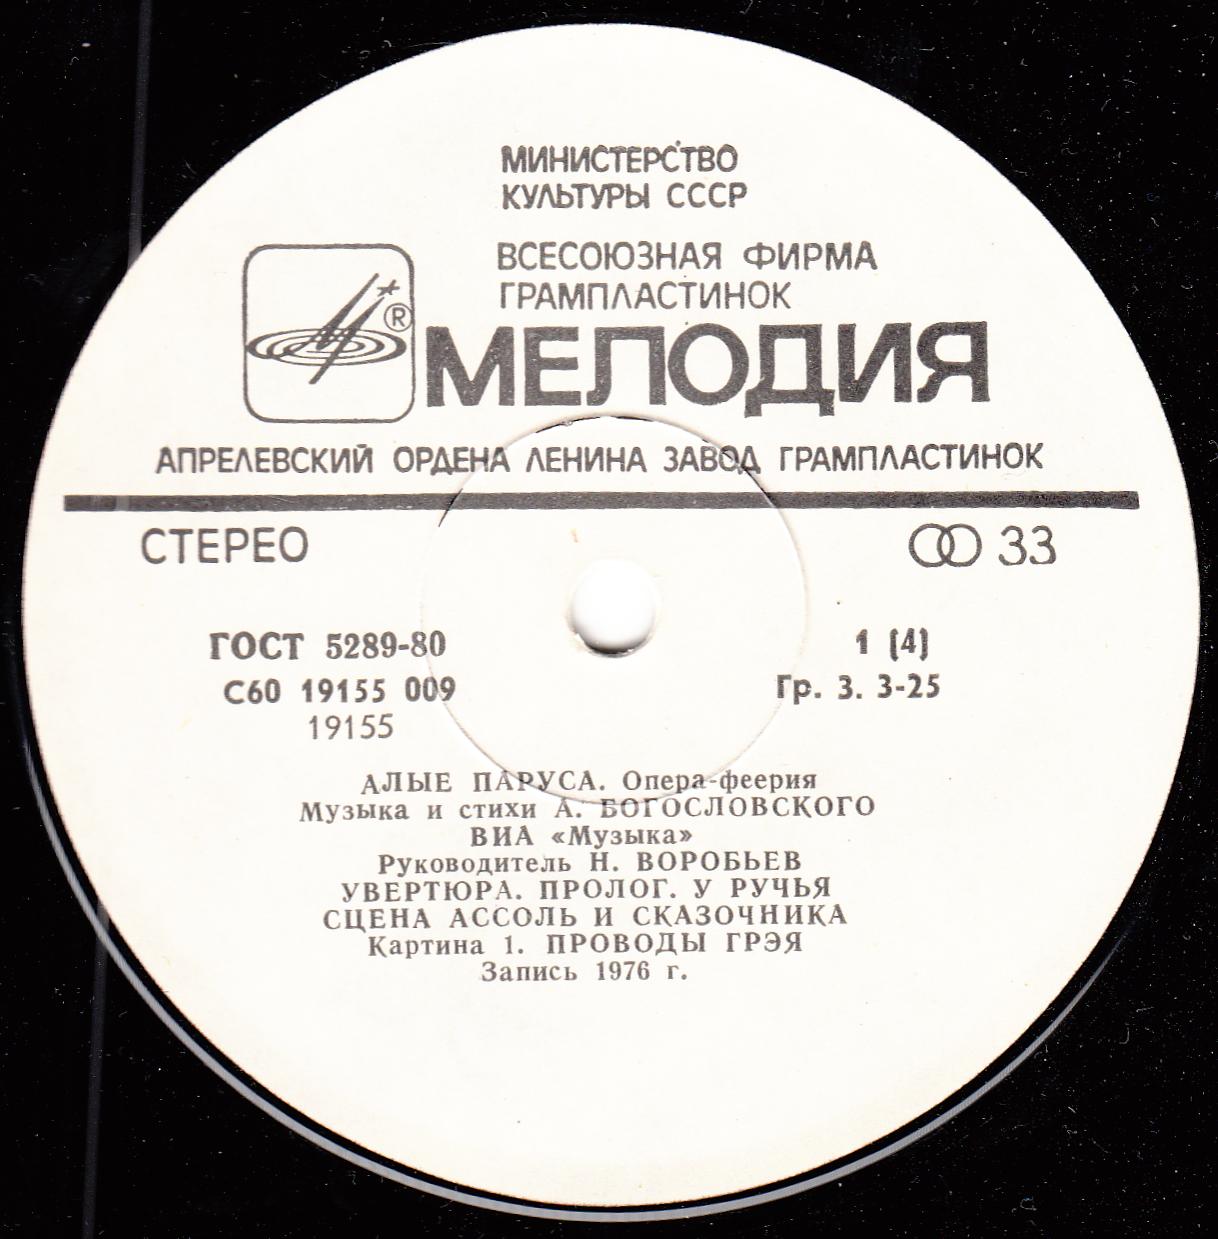 МИНИСТЕРСТВО
КУЛЬТУРЫ СССР
ВСЕСОЮЗНАЯ ФИРМА
ГРАМПЛАСТИНОК
®
МЕЛОДИЯ
АПРЕЛЕВСКИЙ ОРДЕНА ЛЕНИНА ЗАВОД ГРАМПЛАСТИНОК
СТЕРЕО 33
ГОСТ 5289-80 1 (4)
С60 19155 009 Гр. 3. 3-25
19155
АЛЫЕ ПАРУСА. Опера-феерия
Музыка и стихи А. БОГОСЛОВСКОГО
ВИА «Музыка»
Руководитель Н. ВОРОБЬЕВ
УВЕРТЮРА. ПРОЛОГ. У РУЧЬЯ
СЦЕНА АССОЛЬ И СКАЗОЧНИКА
Картина 1. ПРОВОДЫ ГРЭЯ
Запись 1976 г.